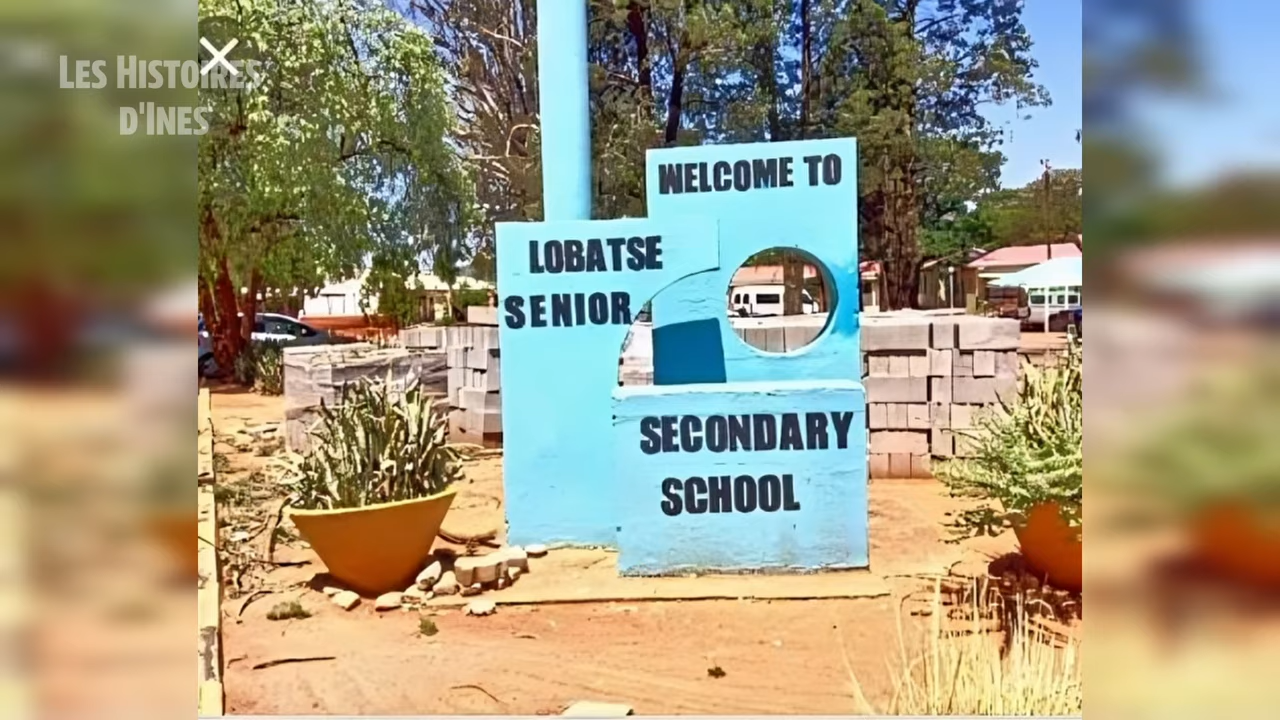 LES HISTOIRES
D'INES
WELCOME TO
LOBATSE
SENIOR
SECONDARY
SCHOOL